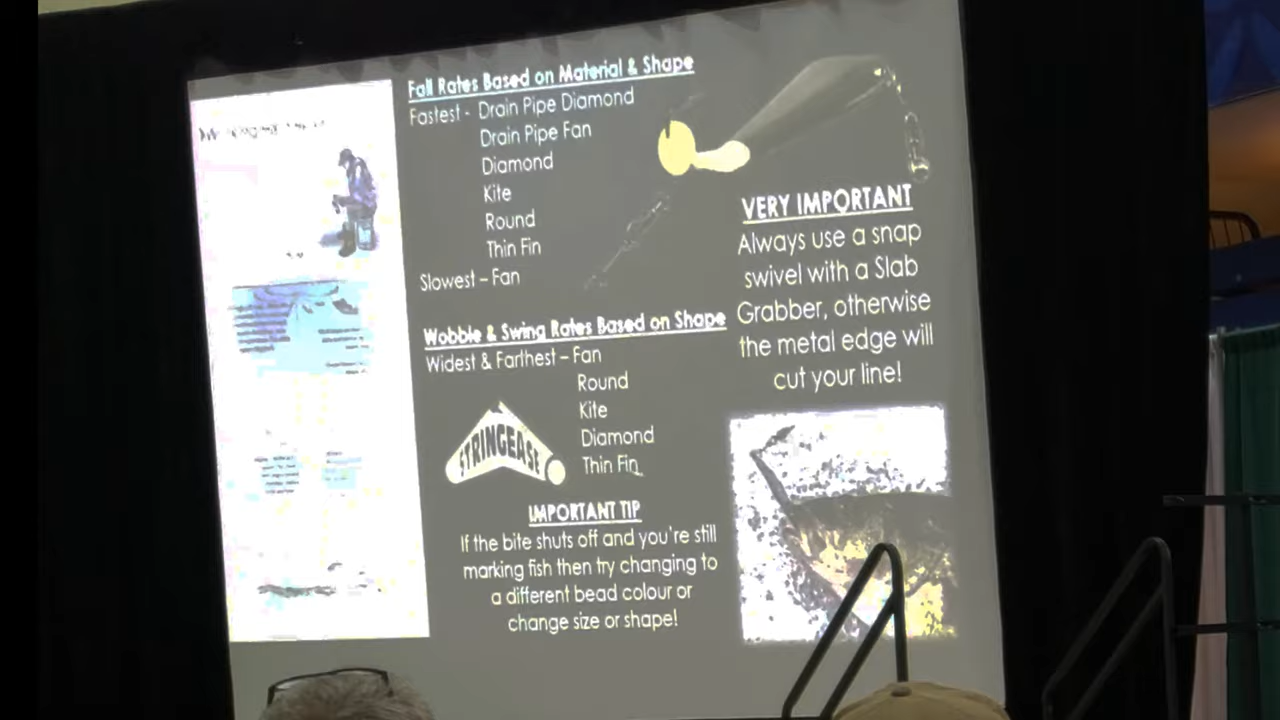 Fall Rates Based on Material & Shape
Fastest - Drain Pipe Diamond
Drain Pipe Fan
Diamond
Kite
Round
Thin Fin
Slowest – Fan
Wobble & Swing Rates Based on Shape
Widest & Farthest – Fan
Round
Kite
Diamond
Thin Fin
STRINGEASE
IMPORTANT TIP
If the bite shuts off and you're still
marking fish then try changing to
a different bead colour or
change size or shape!
VERY IMPORTANT
Always use a snap
swivel with a Slab
Grabber, otherwise
the metal edge will
cut your line!